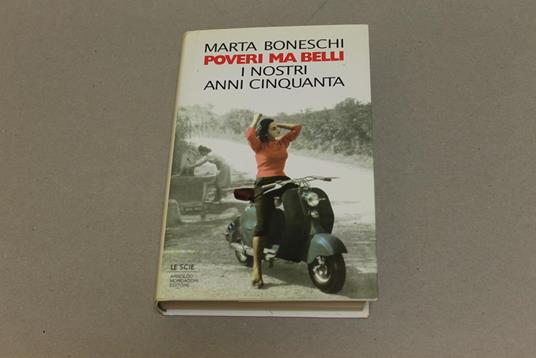 MARTA BONESCHI
POVERI MA BELLI
I NOSTRI
ANNI CINQUANTA
LE SCIE
ARNOLDO
MONDADORI
EDITORE